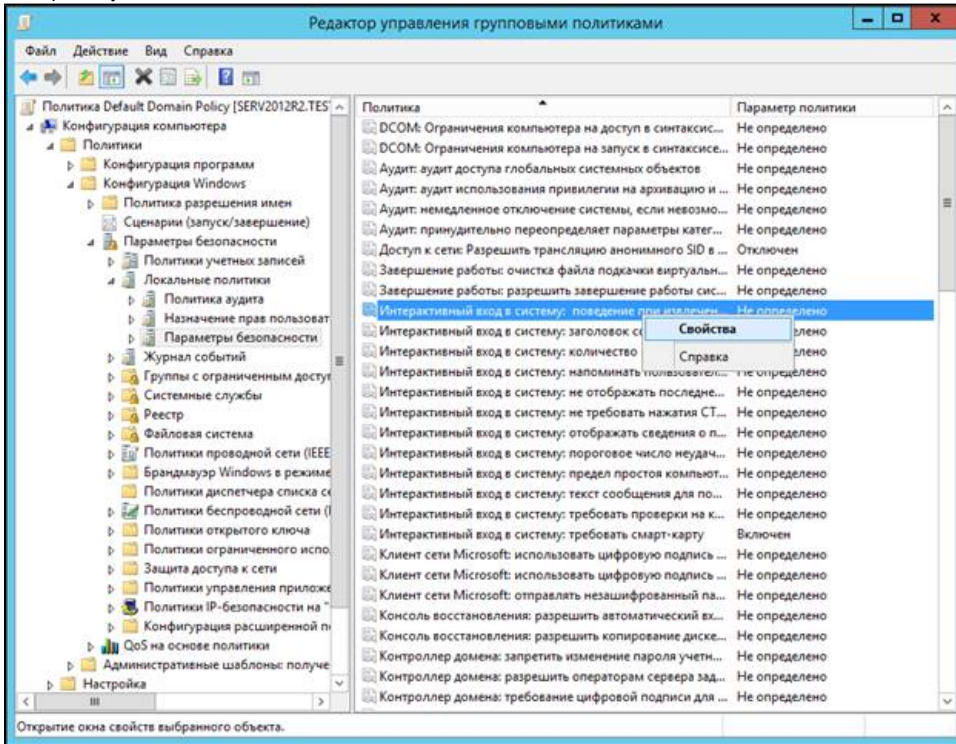 Редактор управления групповыми политиками
Файл Действие Вид Справка
Политика Default Domain Policy [SERV2012R2.TES
Конфигурация компьютера
Политики
Конфигурация программ
Конфигурация Windows
Политика разрешения имен
Сценарии (запуск/завершение)
Параметры безопасности
Политики учетных записей
Локальные политики
Политика аудита
Назначение прав пользоват
Параметры безопасности
Журнал событий
Группы с ограниченным доступ
Системные службы
Реестр
Файловая система
Политики проводной сети (IEEE
Брандмауэр Windows в режиме
Политики диспетчера списка се
Политики беспроводной сети (I
Политики открытого ключа
Политики ограниченного испо.
Защита доступа к сети
Политики управления приложе
Политики IP-безопасности на "
Конфигурация расширенной по
QoS на основе политики
Административные шаблоны: получе
Настройка
Политика Параметр политики
DCOM: Ограничения компьютера на доступ в синтаксис... Не определено
DCOM: Ограничения компьютера на запуск в синтаксисе... Не определено
Аудит: аудит доступа глобальных системных объектов Не определено
Аудит: аудит использования привилегии на архивацию и ... Не определено
Аудит: немедленное отключение системы, если невозмо... Не определено
Аудит: принудительно переопределяет параметры катег... Не определено
Доступ к сети: Разрешить трансляцию анонимного SID в ... Отключен
Завершение работы: очистка файла подкачки виртуальн... Не определено
Завершение работы: разрешить завершение работы сис... Не определено
Интерактивный вход в систему: поведение при извлечен... Не определено
Интерактивный вход в систему: заголовок со
Свойства
Интерактивный вход в систему: количество
Справка
Интерактивный вход в систему: напоминать пользовател... Не определено
Интерактивный вход в систему: не отображать последне... Не определено
Интерактивный вход в систему: не требовать нажатия CT... Не определено
Интерактивный вход в систему: отображать сведения о п... Не определено
Интерактивный вход в систему: пороговое число неудач... Не определено
Интерактивный вход в систему: предел простоя компьют... Не определено
Интерактивный вход в систему: текст сообщения для по... Не определено
Интерактивный вход в систему: требовать проверки на к... Не определено
Интерактивный вход в систему: требовать смарт-карту Включен
Клиент сети Microsoft: использовать цифровую подпись ... Не определено
Клиент сети Microsoft: использовать цифровую подпись ... Не определено
Клиент сети Microsoft: отправлять незашифрованный па... Не определено
Консоль восстановления: разрешить автоматический вх... Не определено
Консоль восстановления: разрешить копирование диске... Не определено
Контроллер домена: запретить изменение пароля учетн... Не определено
Контроллер домена: разрешить операторам сервера зад... Не определено
Контроллер домена: требование цифровой подписи для ... Не определено
Открытие окна свойств выбранного объекта.